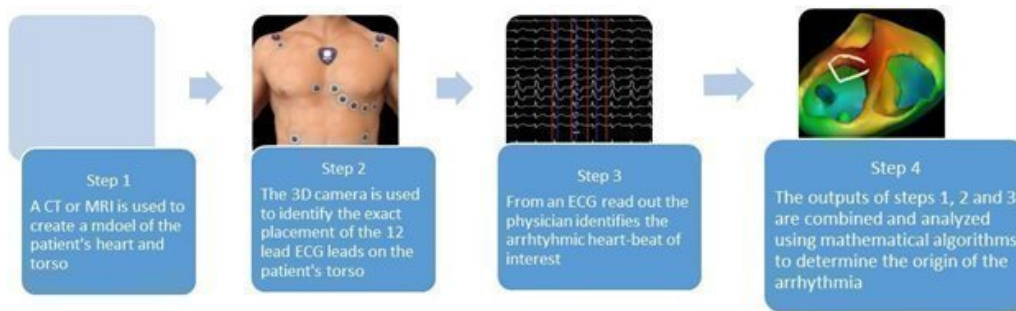 Step 1
A CT or MRI is used to
create a mdoel of the
patient's heart and
torso
Step 2
The 3D camera is used
to identify the exact
placement of the 12
lead ECG leads on the
patient's torso
Step 3
From an ECG read out the
physician identifies the
arrhtyhmic heart-beat of
interest
Step 4
The outputs of steps 1, 2 and 3
are combined and analyzed
using mathematical algorithms
to determine the origin of the
arrhythmia